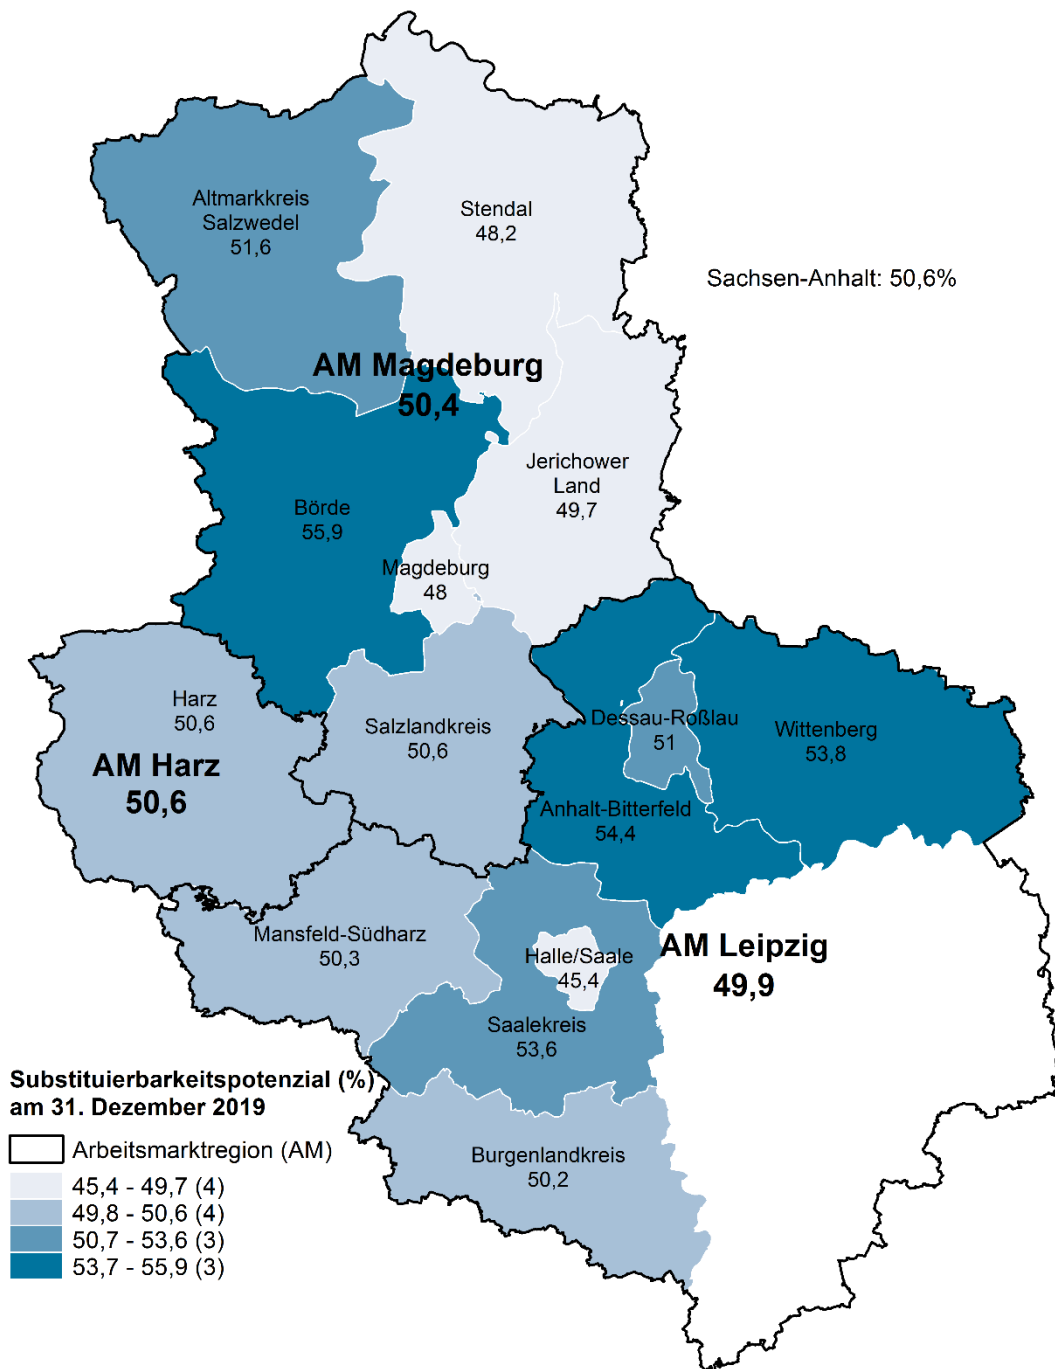 Altmarkkreis
Salzwedel
51,6
Stendal
48,2
Sachsen-Anhalt: 50,6%
AM Magdeburg
50,4
Jerichower
Land
49,7
Börde
55,9
Magdeburg
48
Harz
50,6
AM Harz
50,6
Salzlandkreis
50,6
Dessau-Roßlau
51
Wittenberg
53,8
Anhalt-Bitterfeld
54,4
Mansfeld-Südharz
50,3
Halle/Saale
45,4
AM Leipzig
49,9
Saalekreis
53,6
Burgenlandkreis
50,2
Substituierbarkeitspotenzial (%)
am 31. Dezember 2019
Arbeitsmarktregion (AM)
45,4 - 49,7 (4)
49,8 - 50,6 (4)
50,7 - 53,6 (3)
53,7 - 55,9 (3)